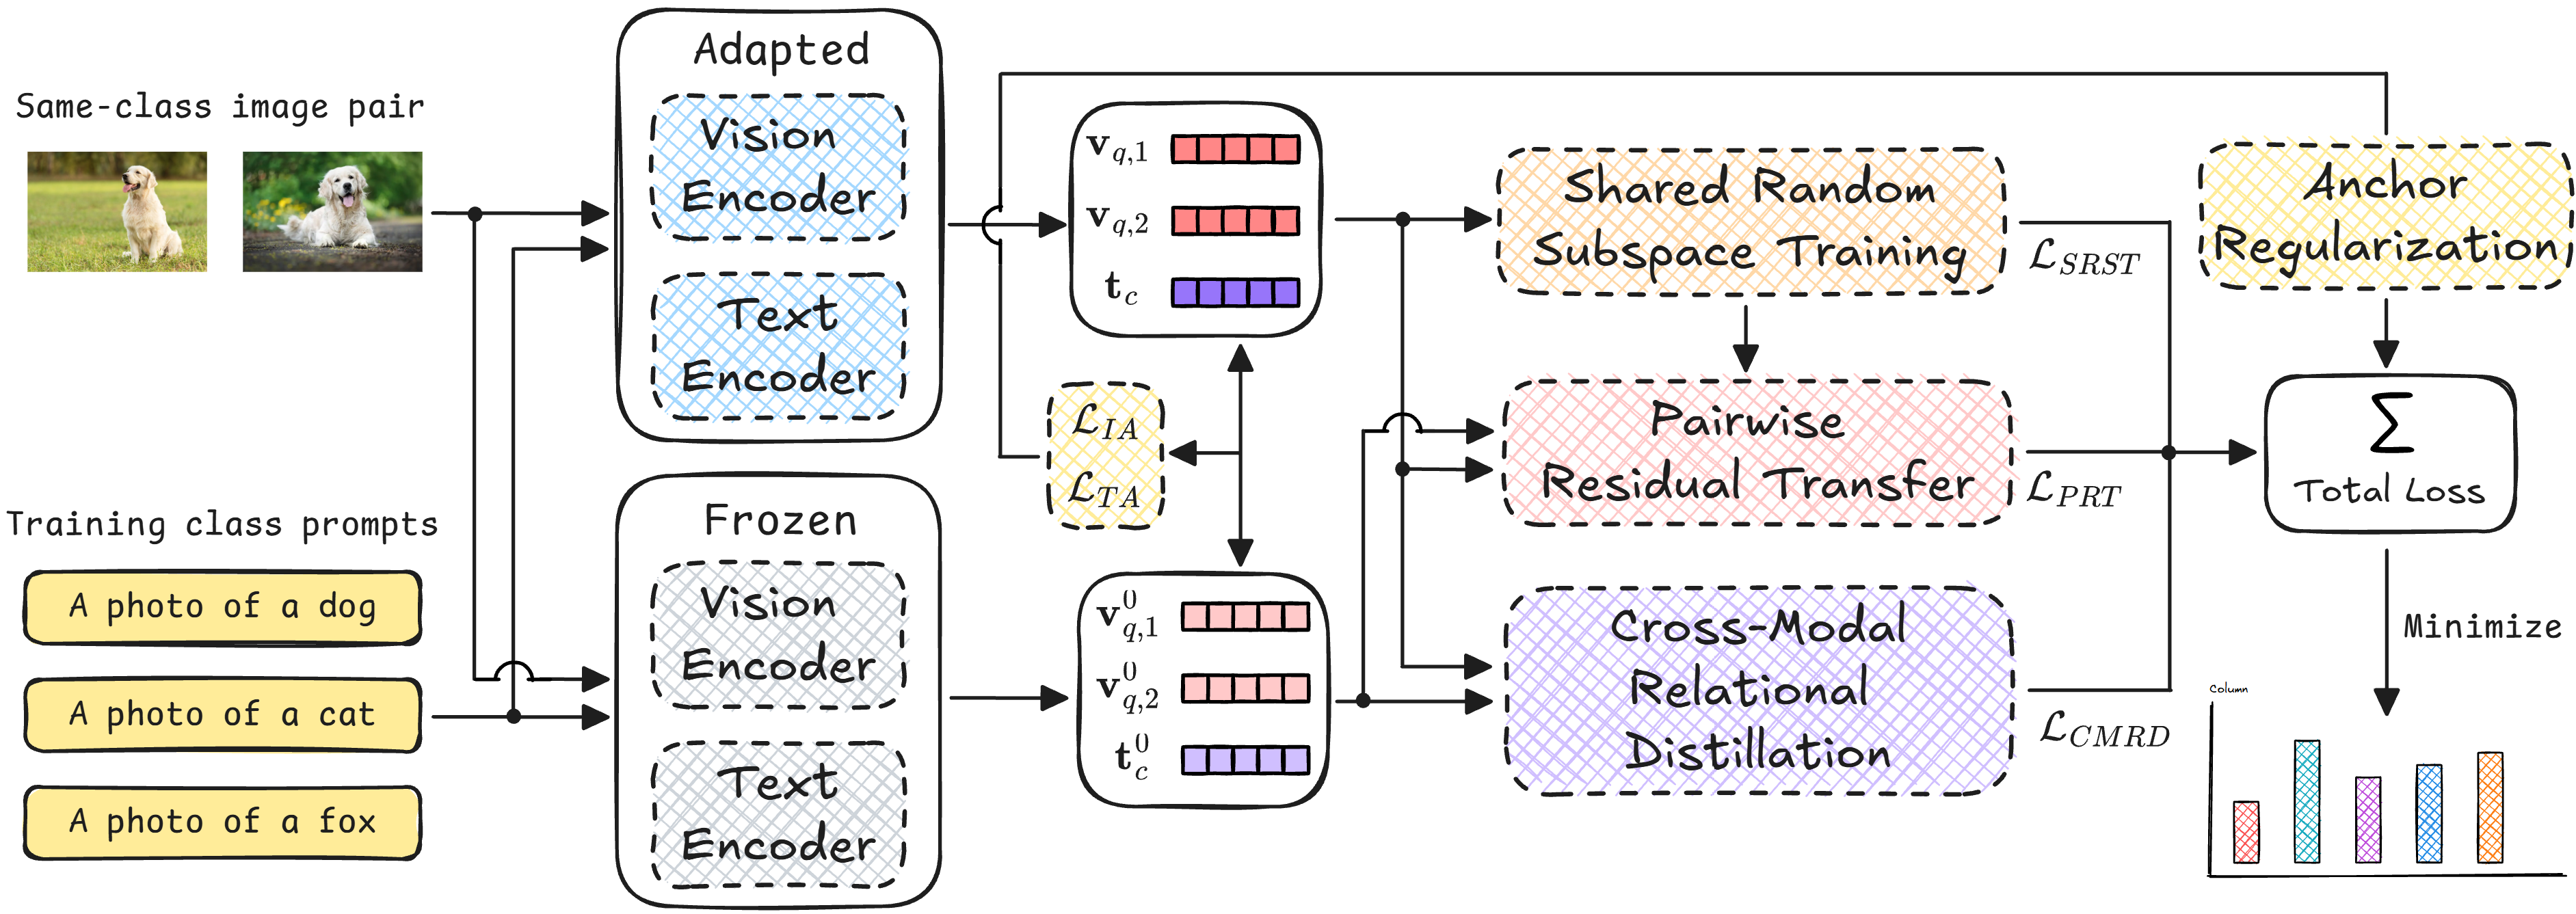 Same-class image pair
Training class prompts
A photo of a dog
A photo of a cat
A photo of a fox
Adapted
Vision
Encoder
Text
Encoder
Frozen
Vision
Encoder
Text
Encoder
v_{q,1}
v_{q,2}
t_c
L_{IA}
L_{TA}
v^0_{q,1}
v^0_{q,2}
t^0_c
Shared Random
Subspace Training
Pairwise
Residual Transfer
Cross-Modal
Relational
Distillation
L_{SRST}
L_{PRT}
L_{CMRD}
Anchor
Regularization
Σ
Total Loss
Minimize
Column